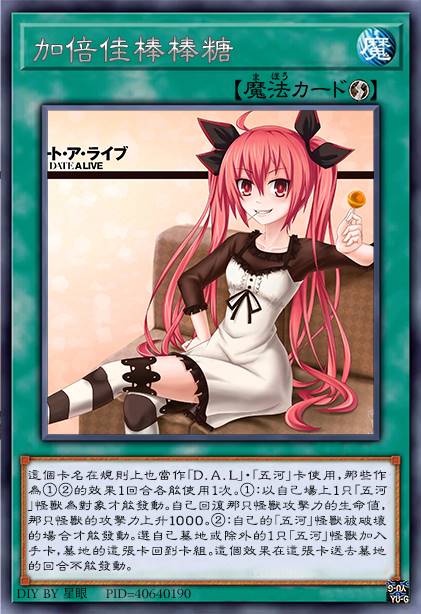 加倍佳棒棒糖
魔
まほう
【魔法カード】
ート・ア・ライブ
DATE A LIVE
這個卡名在規則上也當作「D.A.L」・「五河」卡使用,那些作
為①②的效果1回合各能使用1次。①:以自己場上1只「五河
」怪獸為對象才能發動。自己回復那只怪獸攻擊力的生命值,
那只怪獸的攻擊力上升1000。②:自己的「五河」怪獸被破壞
的場合才能發動。選自己墓地或除外的1只「五河」怪獸加入
手卡,墓地的這張卡回到卡組。這個效果在這張卡送去墓地
的回合不能發動。
DIY BY 星眼 PID=40640190